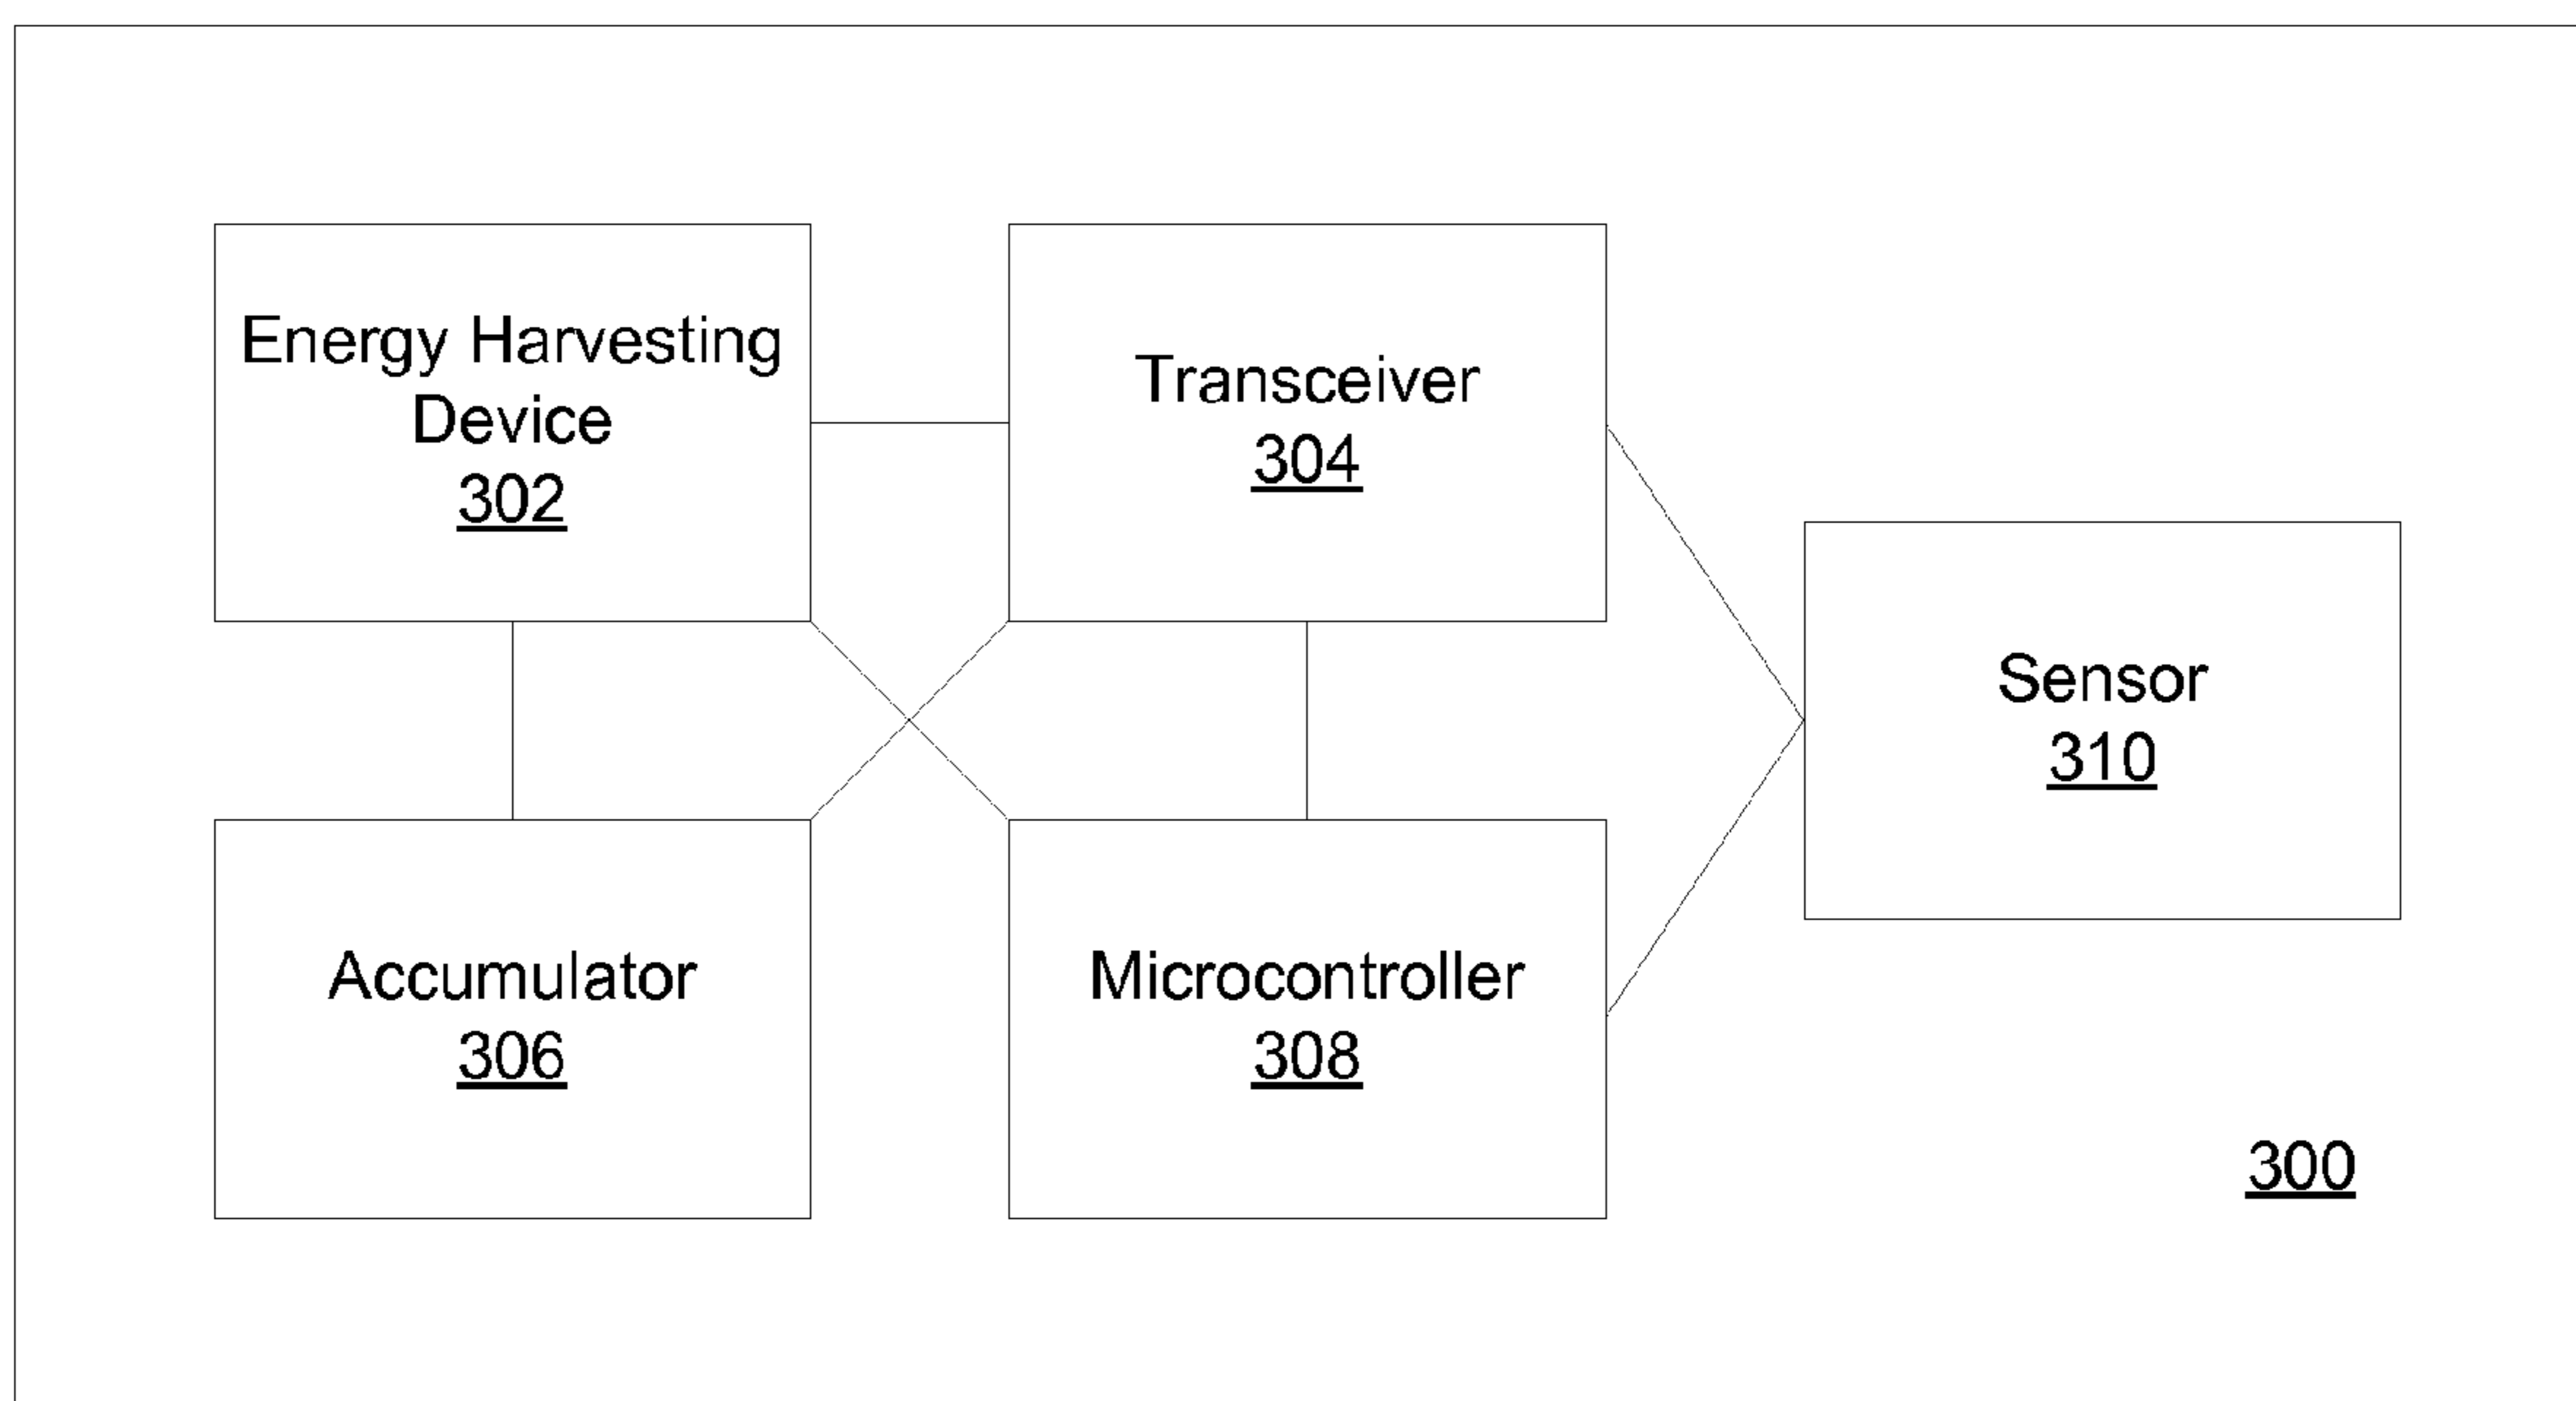 Energy Harvesting
Device
302
Transceiver
304
Sensor
310
Accumulator
306
Microcontroller
308
300